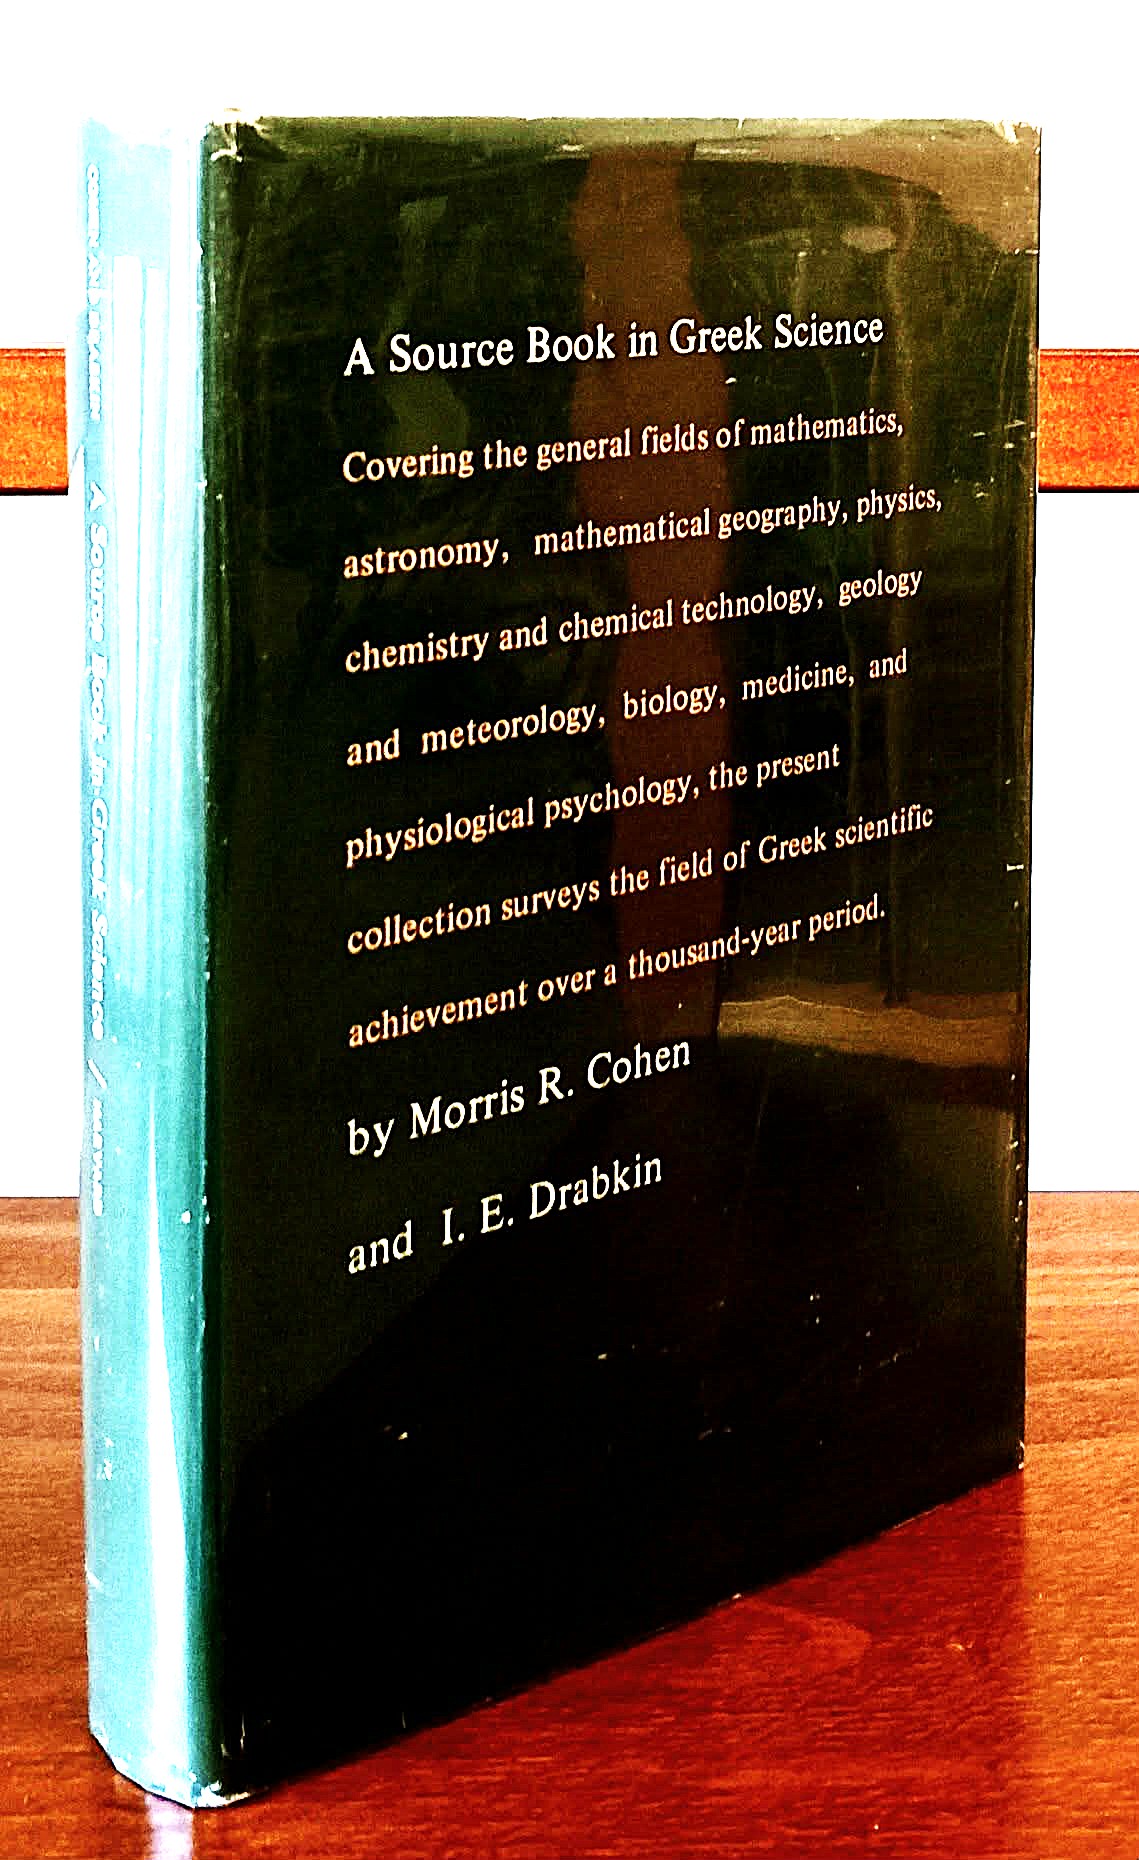 A Source Book in Greek Science
Covering the general fields of mathematics,
astronomy, mathematical geography, physics,
chemistry and chemical technology, geology
and meteorology, biology, medicine, and
physiological psychology, the present
collection surveys the field of Greek scientific
achievement over a thousand-year period.
by Morris R. Cohen
and I. E. Drabkin
A Source Book in Greek Science /